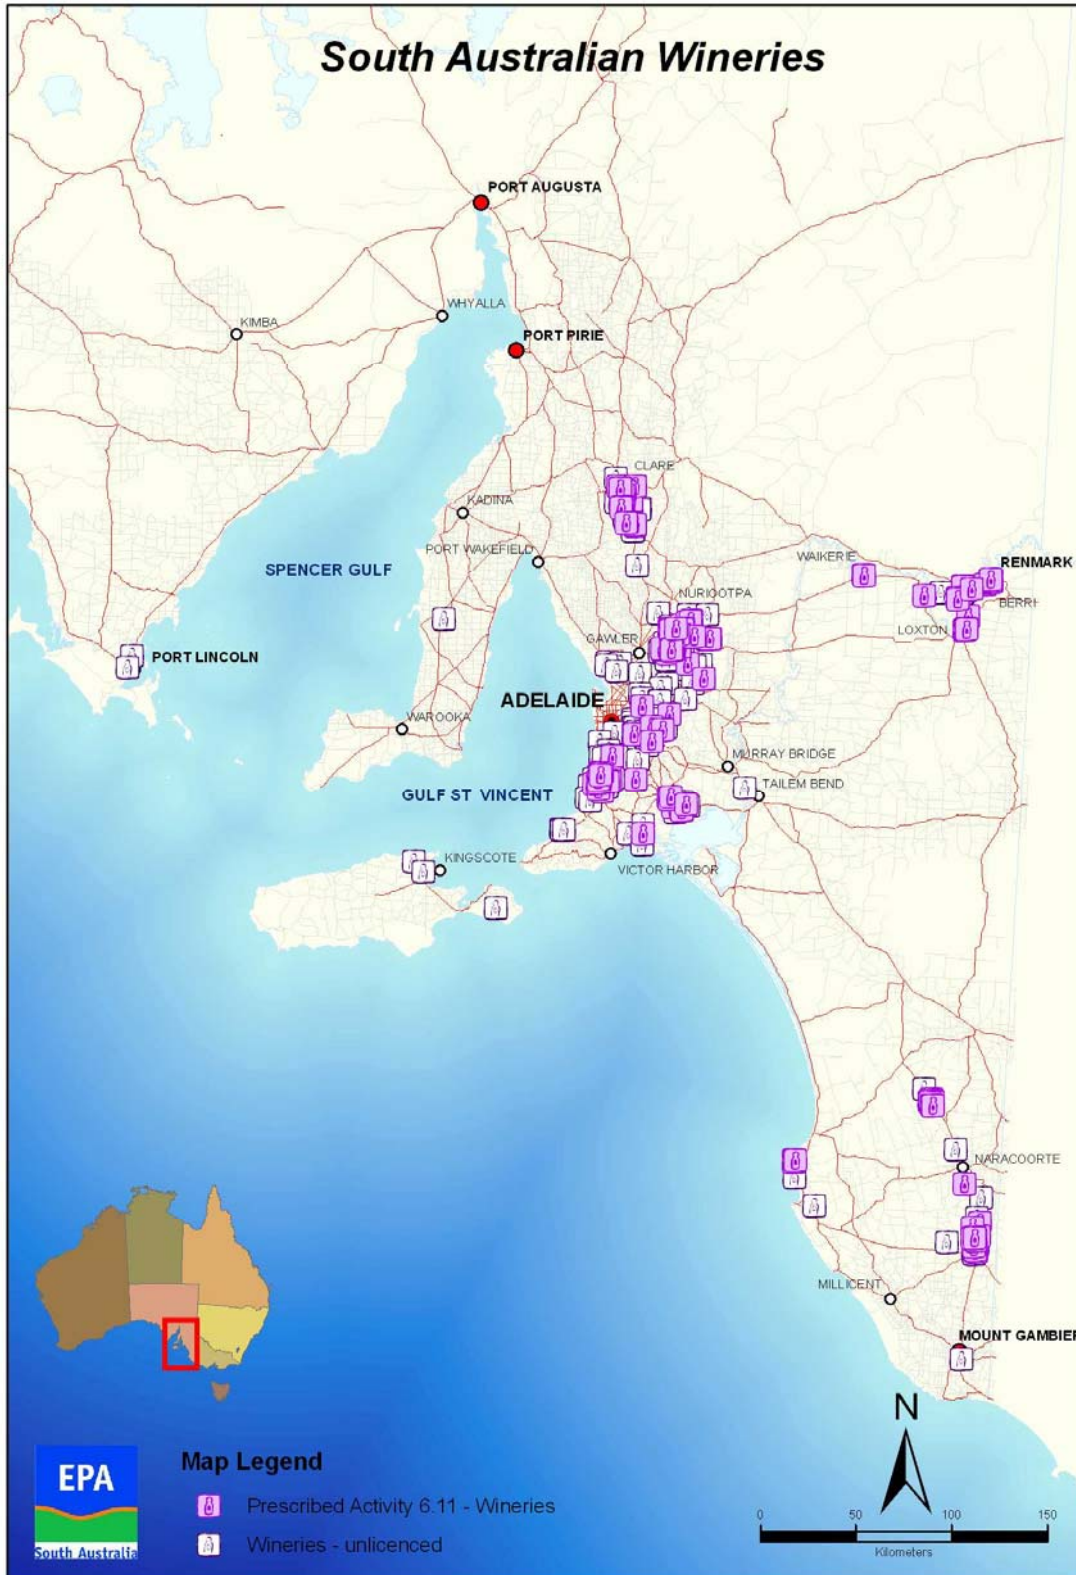 South Australian Wineries
PORT AUGUSTA
WHYALLA
KIMBA
PORT PIRIE
CLARE
KADINA
PORT WAKEFIELD
SPENCER GULF
WAIKERIE
RENMARK
BERRI
LOXTON
NURIOOTPA
GAWLER
PORT LINCOLN
ADELAIDE
WAROOKA
MURRAY BRIDGE
TAILEM BEND
GULF ST VINCENT
KINGSCOTE
VICTOR HARBOR
NARACOORTE
MILLICENT
MOUNT GAMBIER
N
Map Legend
EPA
South Australia
Prescribed Activity 6.11 - Wineries
Wineries - unlicenced
0 50 100 150
Kilometers